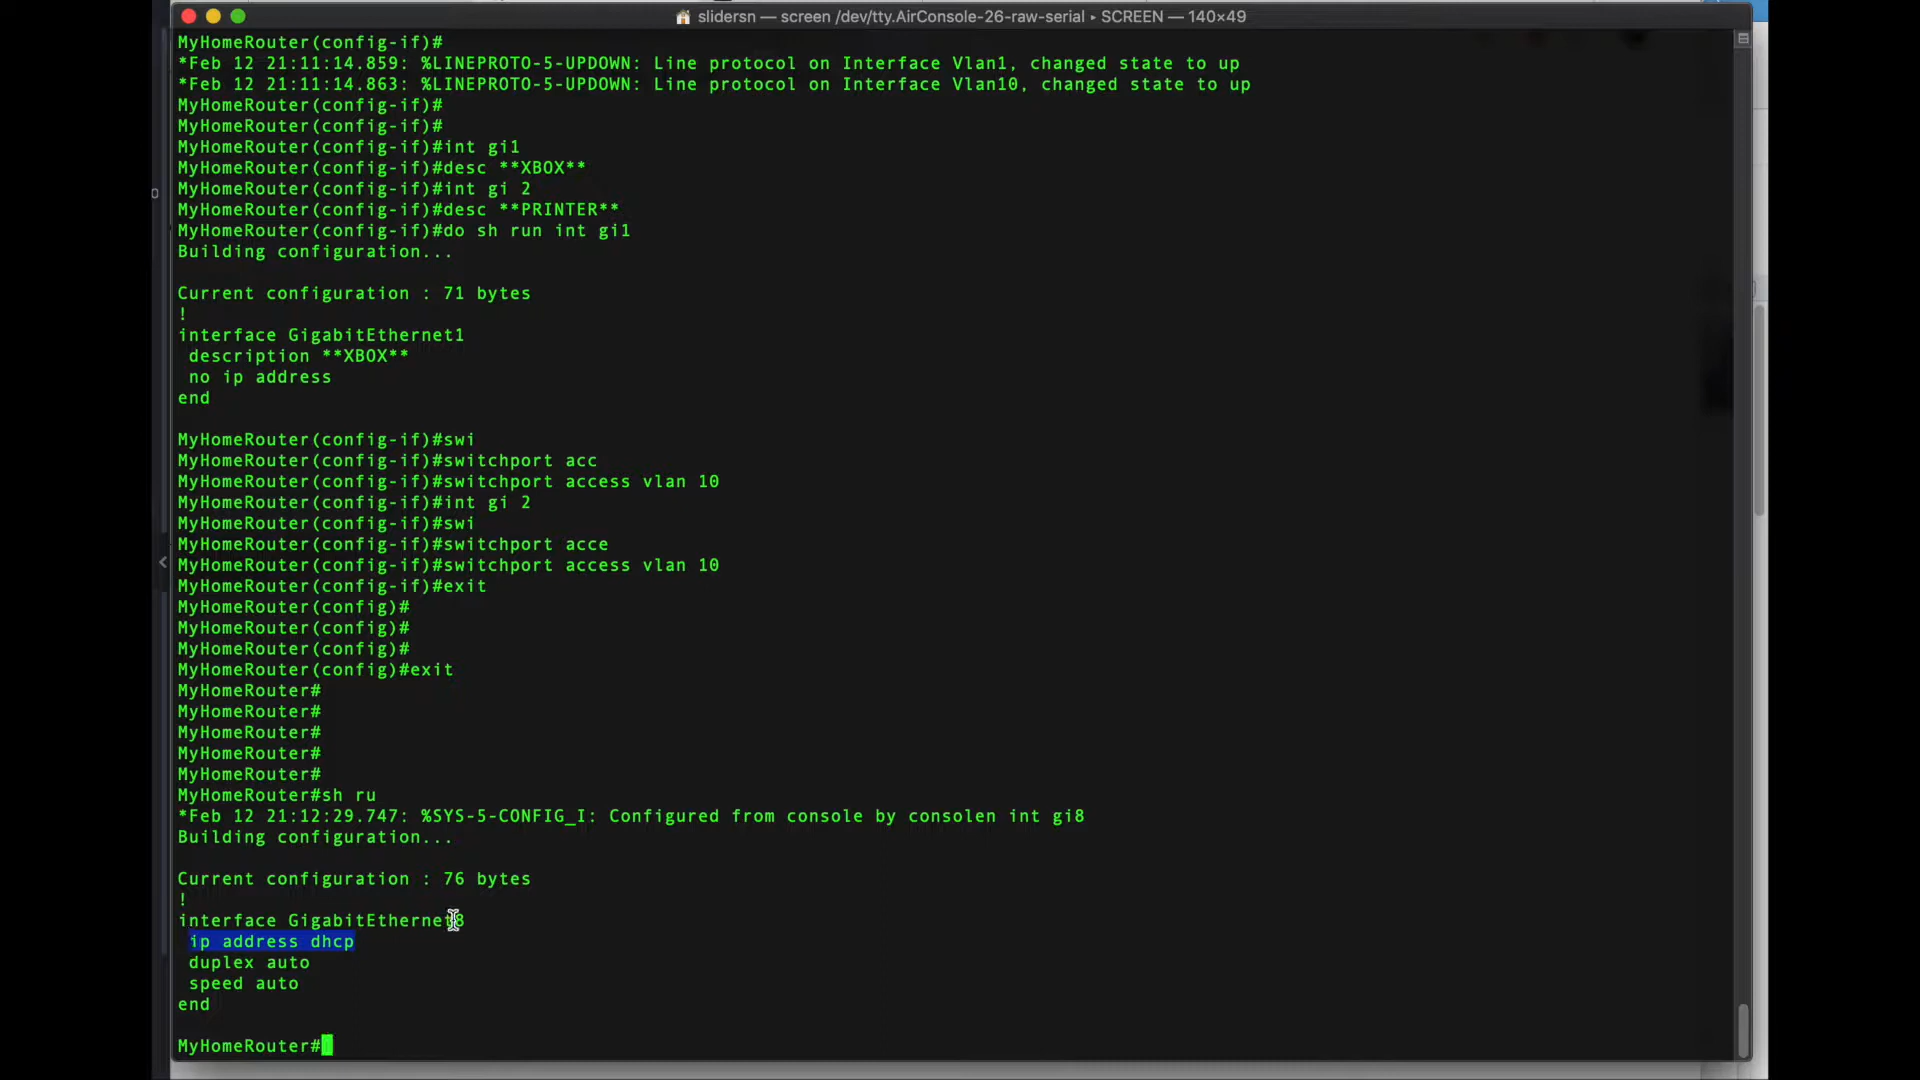 slidersn — screen /dev/tty.AirConsole-26-raw-serial ▸ SCREEN — 140×49
MyHomeRouter(config-if)#
*Feb 12 21:11:14.859: %LINEPROTO-5-UPDOWN: Line protocol on Interface Vlan1, changed state to up
*Feb 12 21:11:14.863: %LINEPROTO-5-UPDOWN: Line protocol on Interface Vlan10, changed state to up
MyHomeRouter(config-if)#
MyHomeRouter(config-if)#
MyHomeRouter(config-if)#int gi1
MyHomeRouter(config-if)#desc **XBOX**
MyHomeRouter(config-if)#int gi 2
MyHomeRouter(config-if)#desc **PRINTER**
MyHomeRouter(config-if)#do sh run int gi1
Building configuration...
Current configuration : 71 bytes
!
interface GigabitEthernet1
description **XBOX**
no ip address
end
MyHomeRouter(config-if)#swi
MyHomeRouter(config-if)#switchport acc
MyHomeRouter(config-if)#switchport access vlan 10
MyHomeRouter(config-if)#int gi 2
MyHomeRouter(config-if)#swi
MyHomeRouter(config-if)#switchport acce
MyHomeRouter(config-if)#switchport access vlan 10
MyHomeRouter(config-if)#exit
MyHomeRouter(config)#
MyHomeRouter(config)#
MyHomeRouter(config)#
MyHomeRouter(config)#exit
MyHomeRouter#
MyHomeRouter#
MyHomeRouter#
MyHomeRouter#
MyHomeRouter#
MyHomeRouter#sh ru
*Feb 12 21:12:29.747: %SYS-5-CONFIG_I: Configured from console by consolen int gi8
Building configuration...
Current configuration : 76 bytes
!
interface GigabitEthernet8
ip address dhcp
duplex auto
speed auto
end
MyHomeRouter#